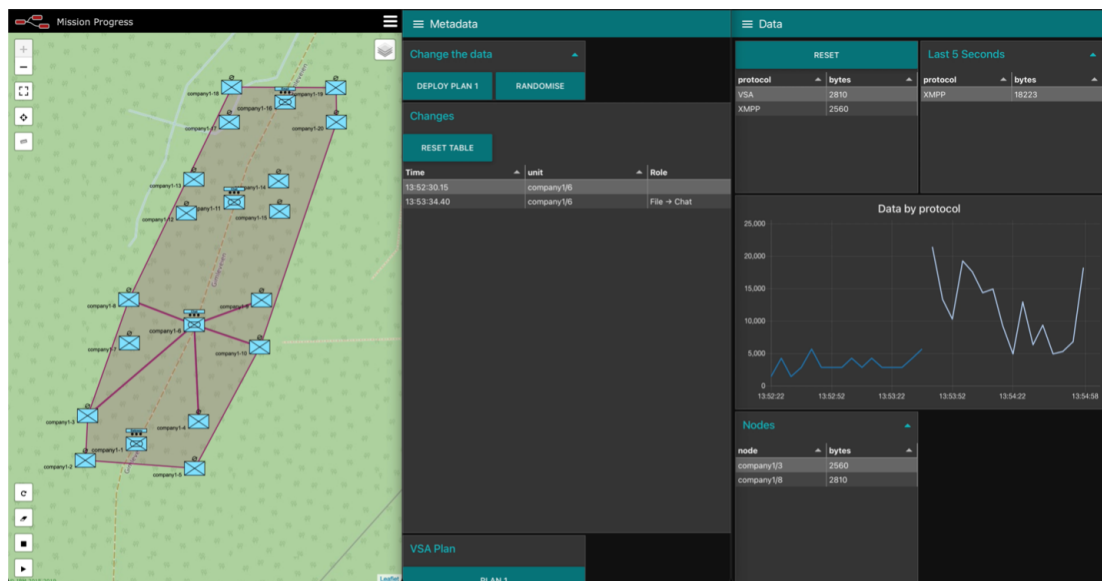 Mission Progress
company1-18
company1-19
company1-16
company1-17
company1-20
company1-13
company1-14
company1-11
company1-12
company1-15
company1-6
company1-9
company1-8
company1-7
company1-10
company1-3
company1-4
company1-1
company1-2
company1-5
Leaflet
Metadata
Change the data
DEPLOY PLAN 1 RANDOMISE
Changes
RESET TABLE
Time unit Role
13:52:30.15 company1/6
13:53:34.40 company1/6 File → Chat
VSA Plan
PLAN 1
Data
RESET
protocol bytes
VSA 2810
XMPP 2560
Last 5 Seconds
protocol bytes
XMPP 18223
Data by protocol
25,000
20,000
15,000
10,000
5,000
0
13:52:22 13:52:52 13:53:22 13:53:52 13:54:22 13:54:58
Nodes
node bytes
company1/3 2560
company1/8 2810